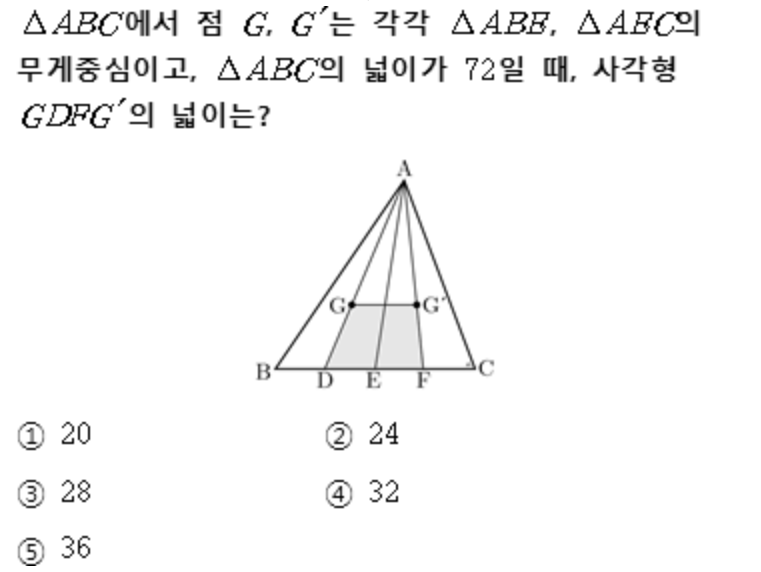 △ABC에서 점 G, G′는 각각 △ABE, △AEC의
무게중심이고, △ABC의 넓이가 72일 때, 사각형
GDFG′의 넓이는?
A
G G′
B D E F C
① 20 ② 24
③ 28 ④ 32
⑤ 36